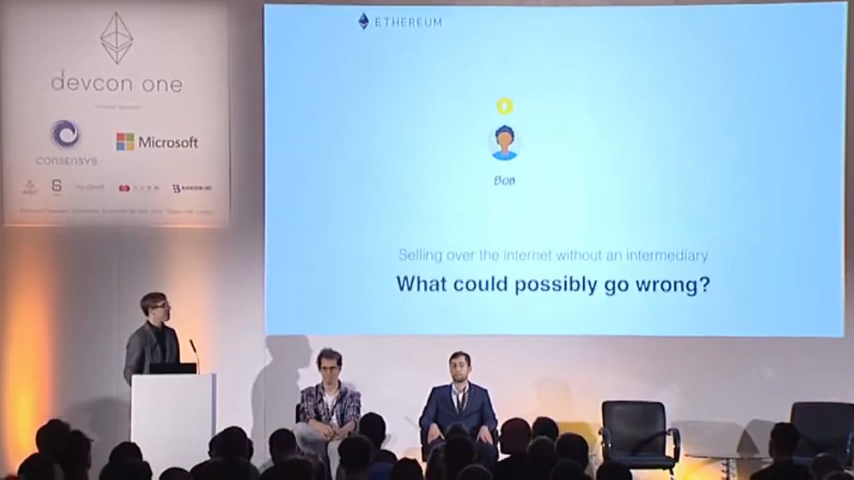 devcon one
CONSENSYS
Microsoft
ETHEREUM
Bob
Selling over the internet without an intermediary
What could possibly go wrong?